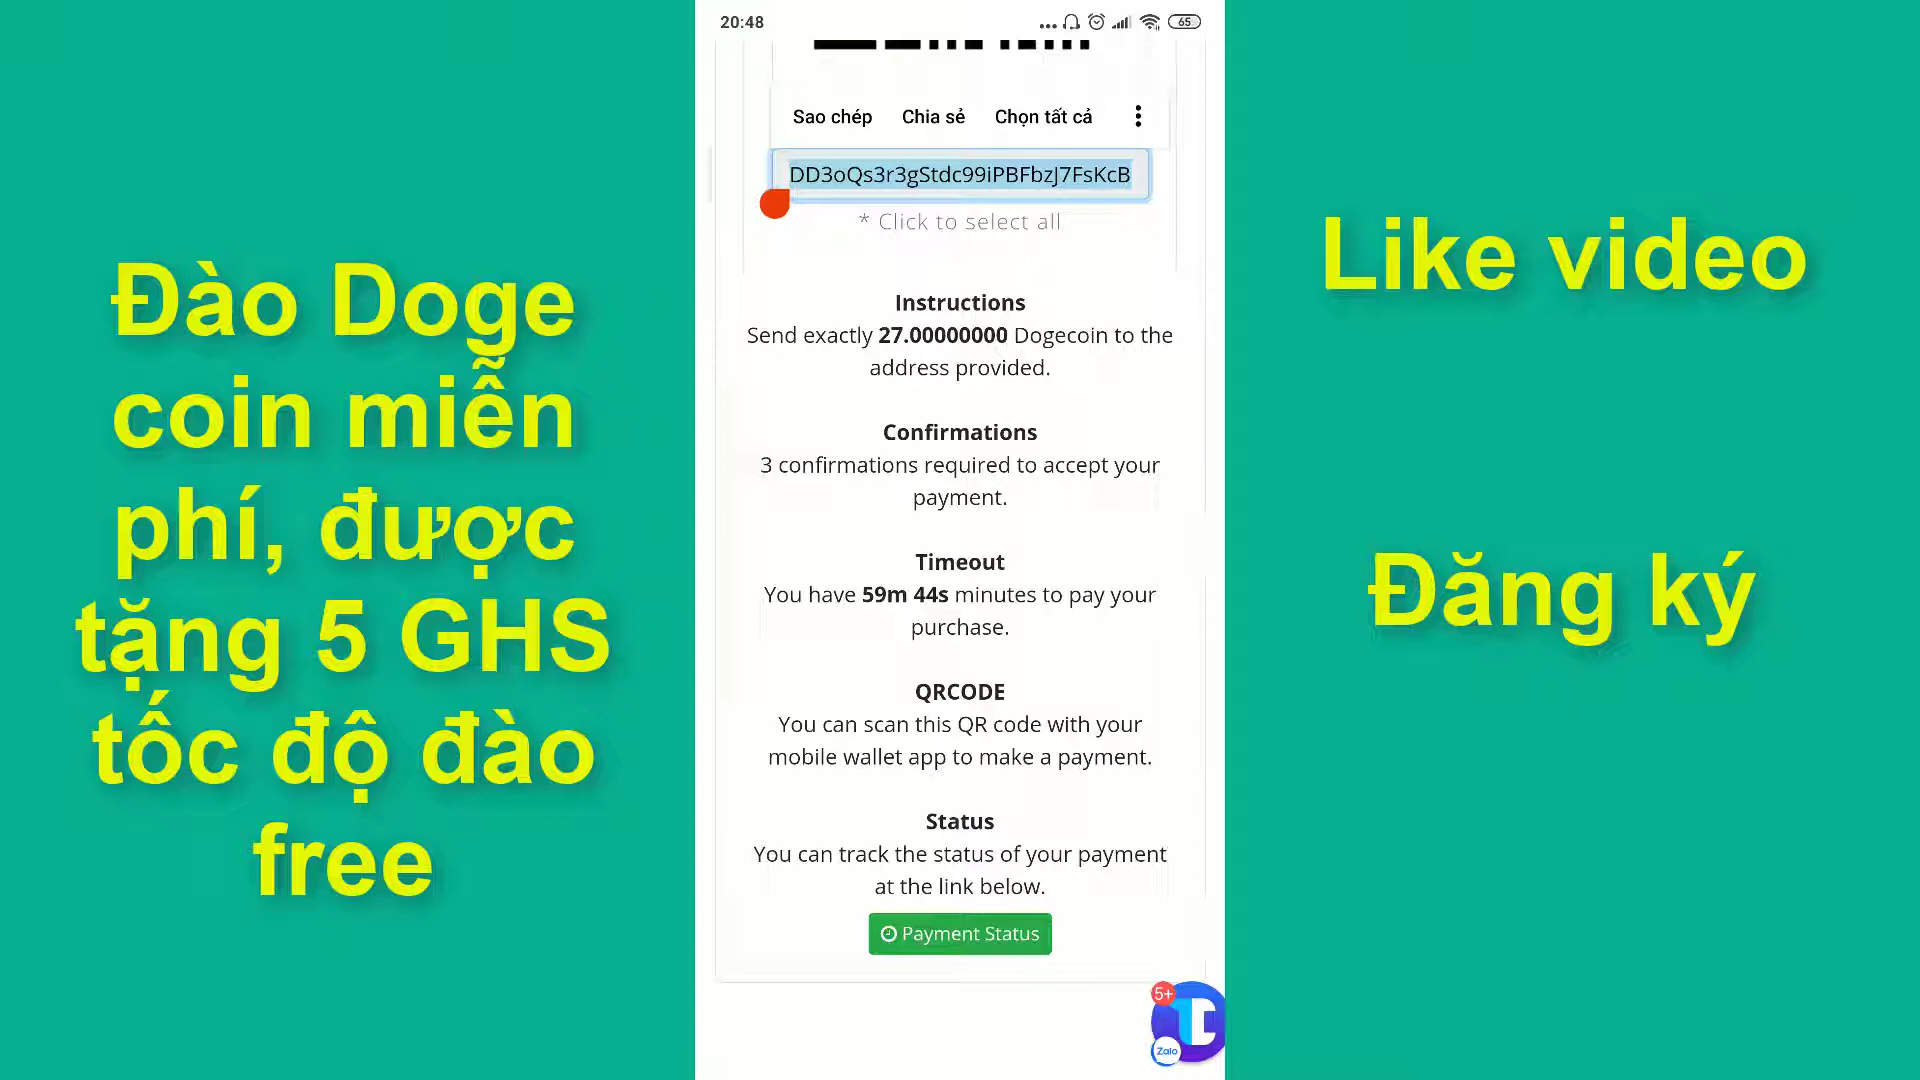 Đào Doge
coin miễn
phí, được
tặng 5 GHS
tốc độ đào
free
20:48
65
Sao chép Chia sẻ Chọn tất cả
DD3oQs3r3gStdc99iPBFbzJ7FsKcB
* Click to select all
Instructions
Send exactly 27.00000000 Dogecoin to the
address provided.
Confirmations
3 confirmations required to accept your
payment.
Timeout
You have 59m 44s minutes to pay your
purchase.
QRCODE
You can scan this QR code with your
mobile wallet app to make a payment.
Status
You can track the status of your payment
at the link below.
Payment Status
5+
Zalo
Like video
Đăng ký